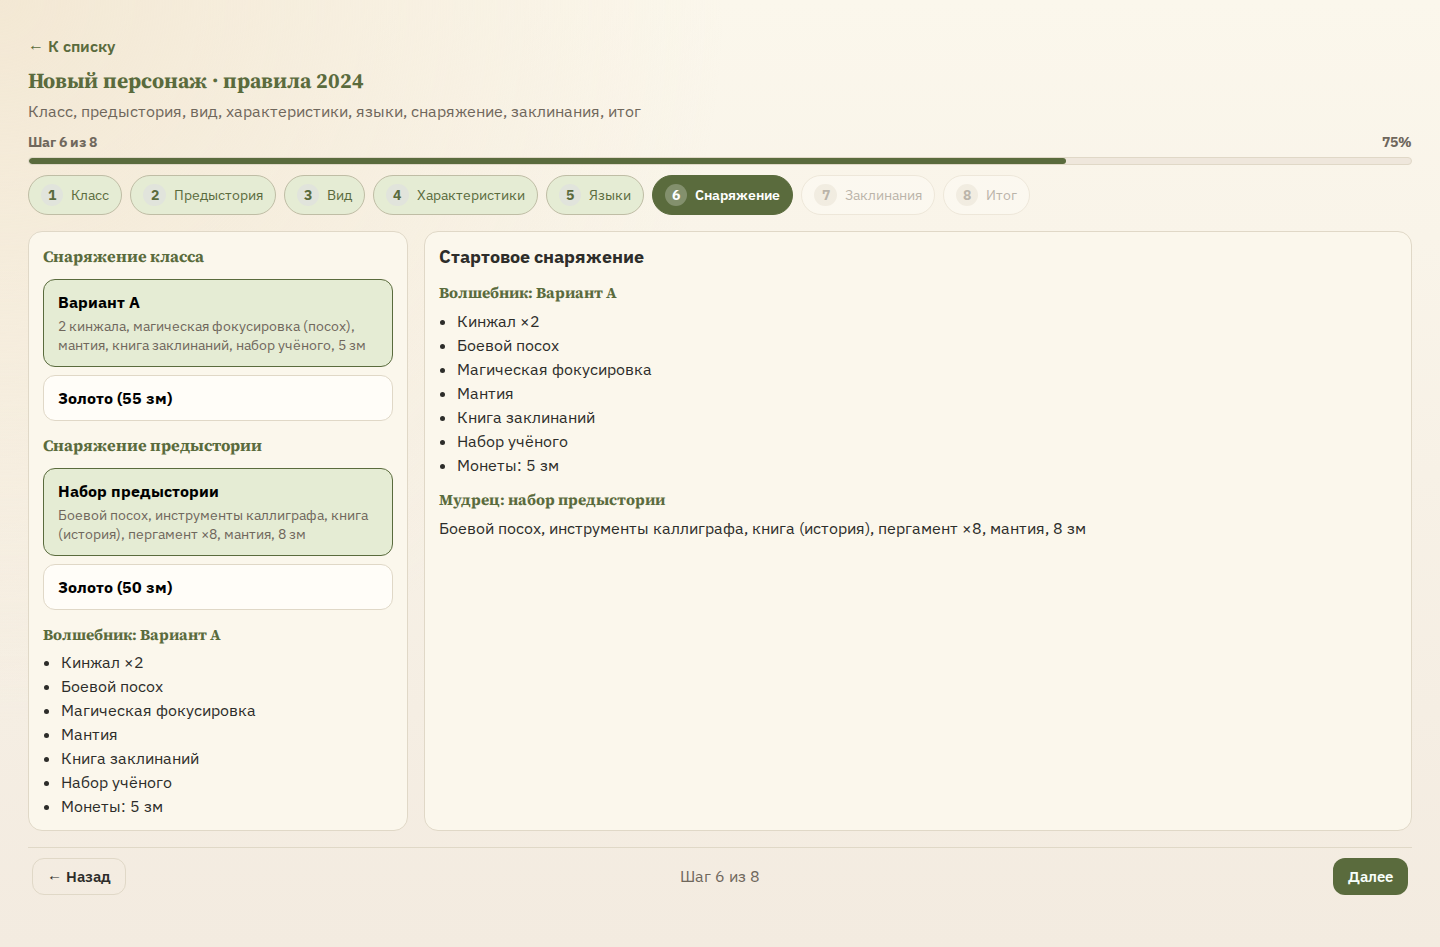 ← К списку
Новый персонаж · правила 2024
Класс, предыстория, вид, характеристики, языки, снаряжение, заклинания, итог
Шаг 6 из 8
75%
1 Класс
2 Предыстория
3 Вид
4 Характеристики
5 Языки
6 Снаряжение
7 Заклинания
8 Итог
Снаряжение класса
Вариант A
2 кинжала, магическая фокусировка (посох),
мантия, книга заклинаний, набор учёного, 5 зм
Золото (55 зм)
Снаряжение предыстории
Набор предыстории
Боевой посох, инструменты каллиграфа, книга
(история), пергамент ×8, мантия, 8 зм
Золото (50 зм)
Волшебник: Вариант A
Кинжал ×2
Боевой посох
Магическая фокусировка
Мантия
Книга заклинаний
Набор учёного
Монеты: 5 зм
Стартовое снаряжение
Волшебник: Вариант A
Кинжал ×2
Боевой посох
Магическая фокусировка
Мантия
Книга заклинаний
Набор учёного
Монеты: 5 зм
Мудрец: набор предыстории
Боевой посох, инструменты каллиграфа, книга (история), пергамент ×8, мантия, 8 зм
← Назад
Шаг 6 из 8
Далее